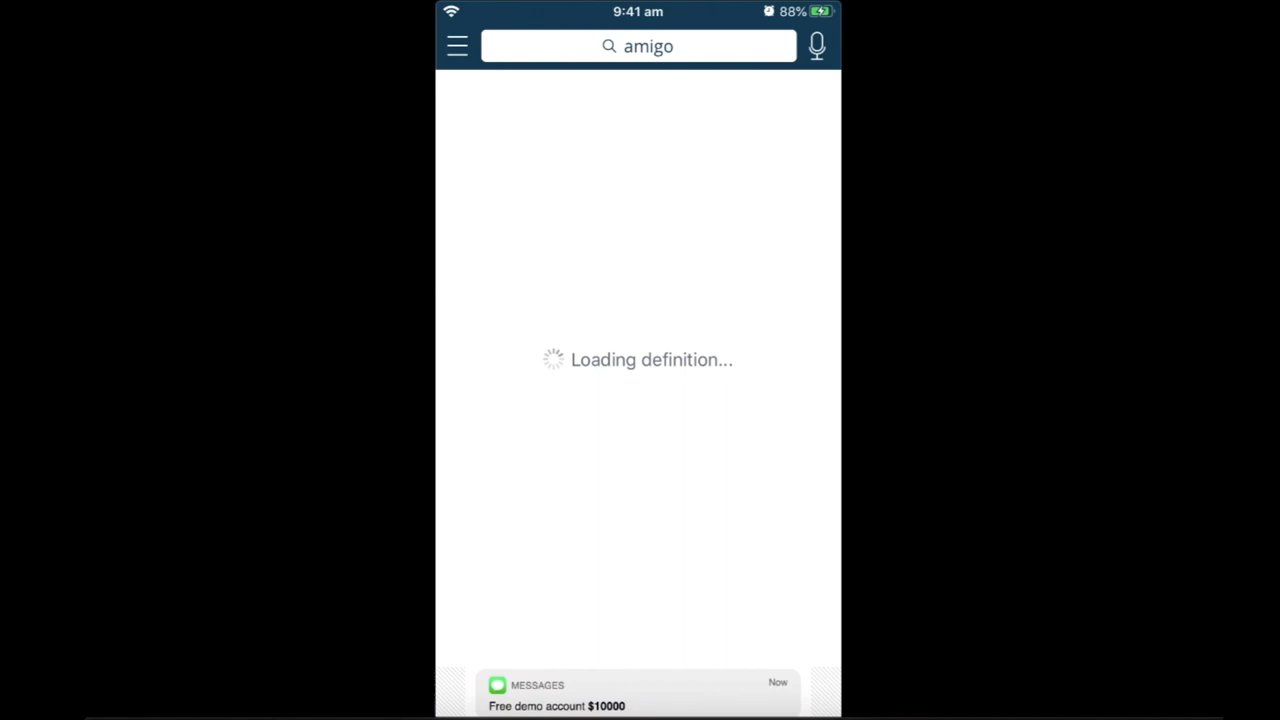 9:41 am
88%
amigo
Loading definition...
MESSAGES
Now
Free demo account $10000